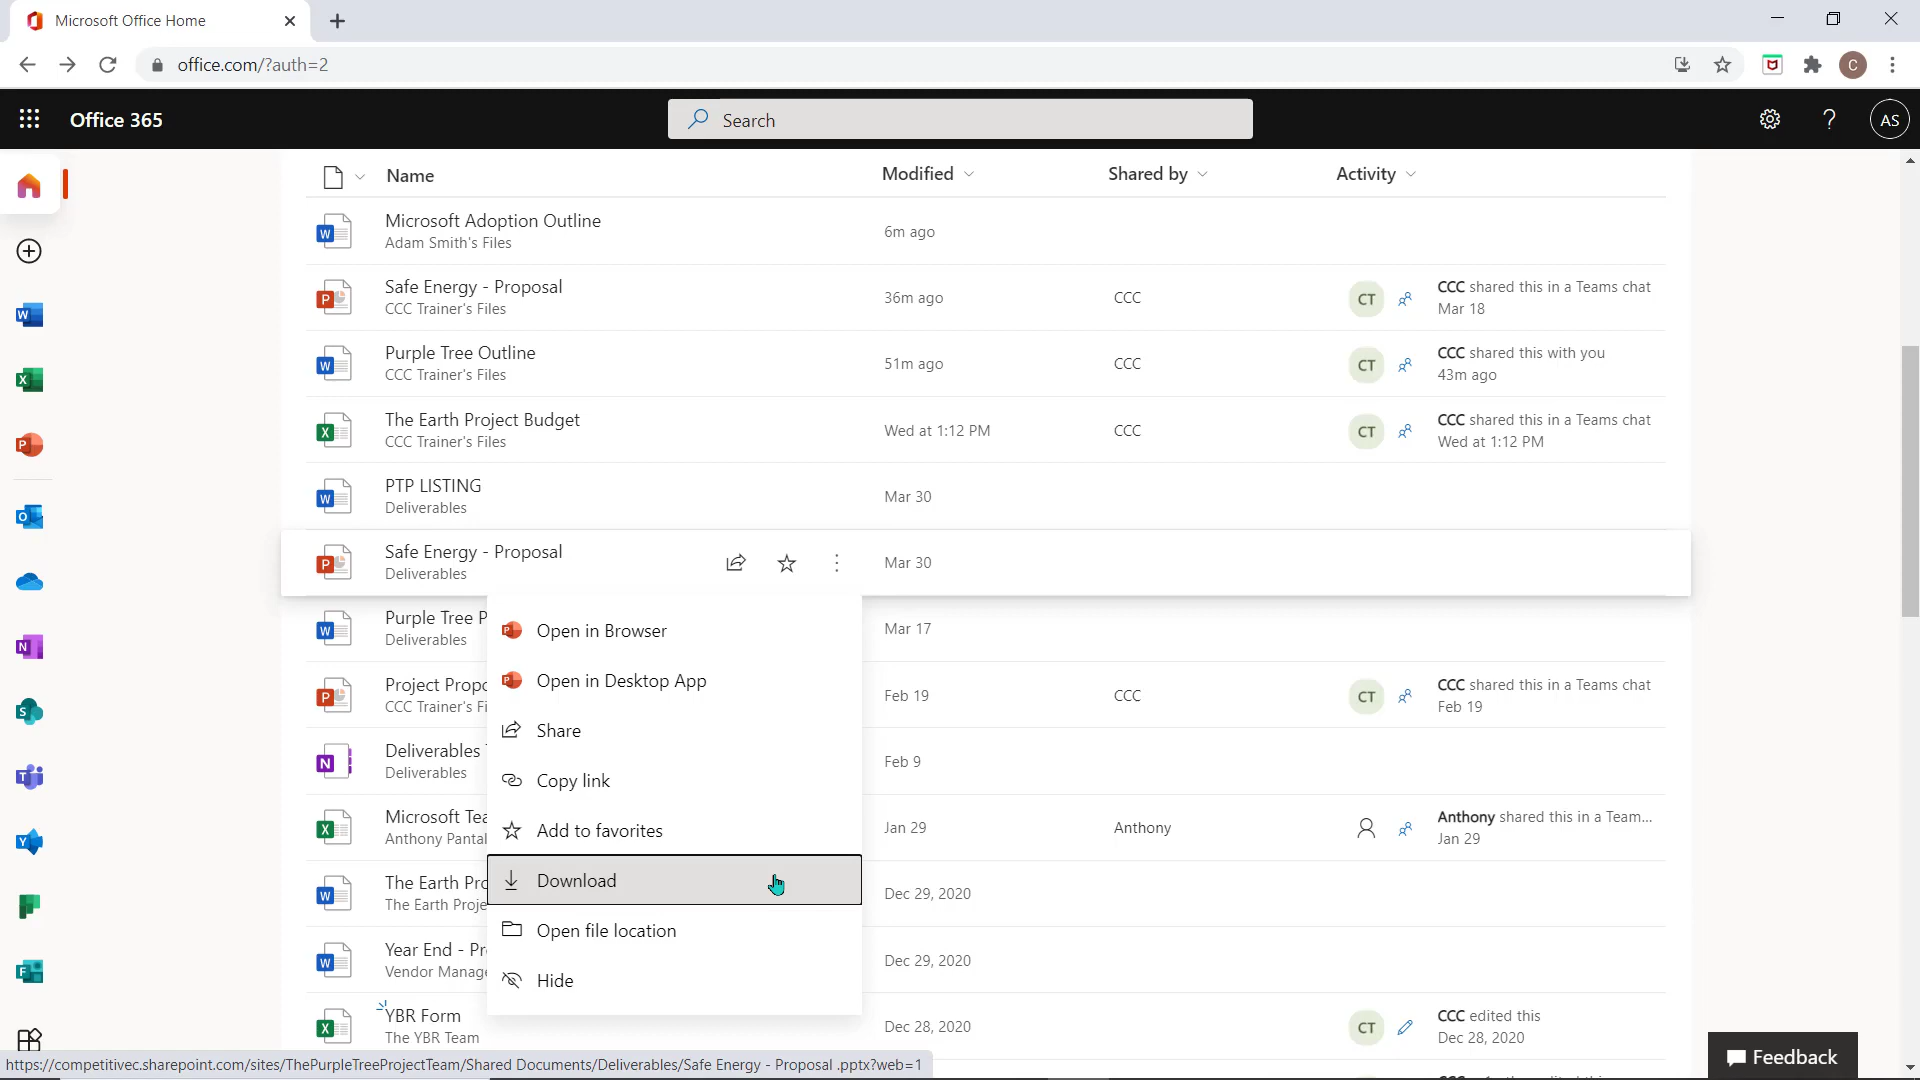 Microsoft Office Home
office.com/?auth=2
C
Office 365
Search
?
AS
Name
Modified
Shared by
Activity
Microsoft Adoption Outline
Adam Smith's Files
6m ago
Safe Energy - Proposal
CCC Trainer's Files
36m ago
CCC
CT
CCC shared this in a Teams chat
Mar 18
Purple Tree Outline
CCC Trainer's Files
51m ago
CCC
CT
CCC shared this with you
43m ago
The Earth Project Budget
CCC Trainer's Files
Wed at 1:12 PM
CCC
CT
CCC shared this in a Teams chat
Wed at 1:12 PM
PTP LISTING
Deliverables
Mar 30
Safe Energy - Proposal
Deliverables
Mar 30
Purple Tree P
Deliverables
Mar 17
Project Propo
CCC Trainer's Fi
Feb 19
CCC
CT
CCC shared this in a Teams chat
Feb 19
Deliverables
Deliverables
Feb 9
Microsoft Tea
Anthony Pantal
Jan 29
Anthony
Anthony shared this in a Team...
Jan 29
The Earth Pro
The Earth Proje
Dec 29, 2020
Year End - Pr
Vendor Manage
Dec 29, 2020
YBR Form
The YBR Team
Dec 28, 2020
CT
CCC edited this
Dec 28, 2020
Open in Browser
Open in Desktop App
Share
Copy link
Add to favorites
Download
Open file location
Hide
Feedback
https://competitivec.sharepoint.com/sites/ThePurpleTreeProjectTeam/Shared Documents/Deliverables/Safe Energy - Proposal .pptx?web=1